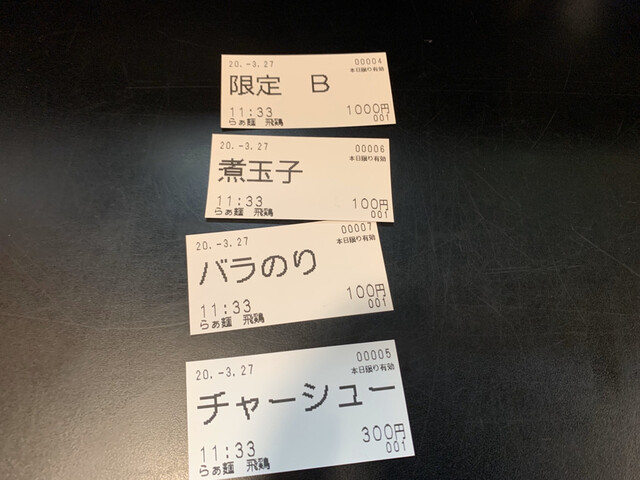 20.-3.27 00004
本日限り有効
限定 B
11:33 1000円
らぁ麺 飛鶏 001
20.-3.27 00006
本日限り有効
煮玉子
11:33 100円
らぁ麺 飛鶏 001
20.-3.27 00007
本日限り有効
バラのり
11:33 100円
らぁ麺 飛鶏 001
20.-3.27 00005
本日限り有効
チャーシュー
11:33 300円
らぁ麺 飛鶏 001